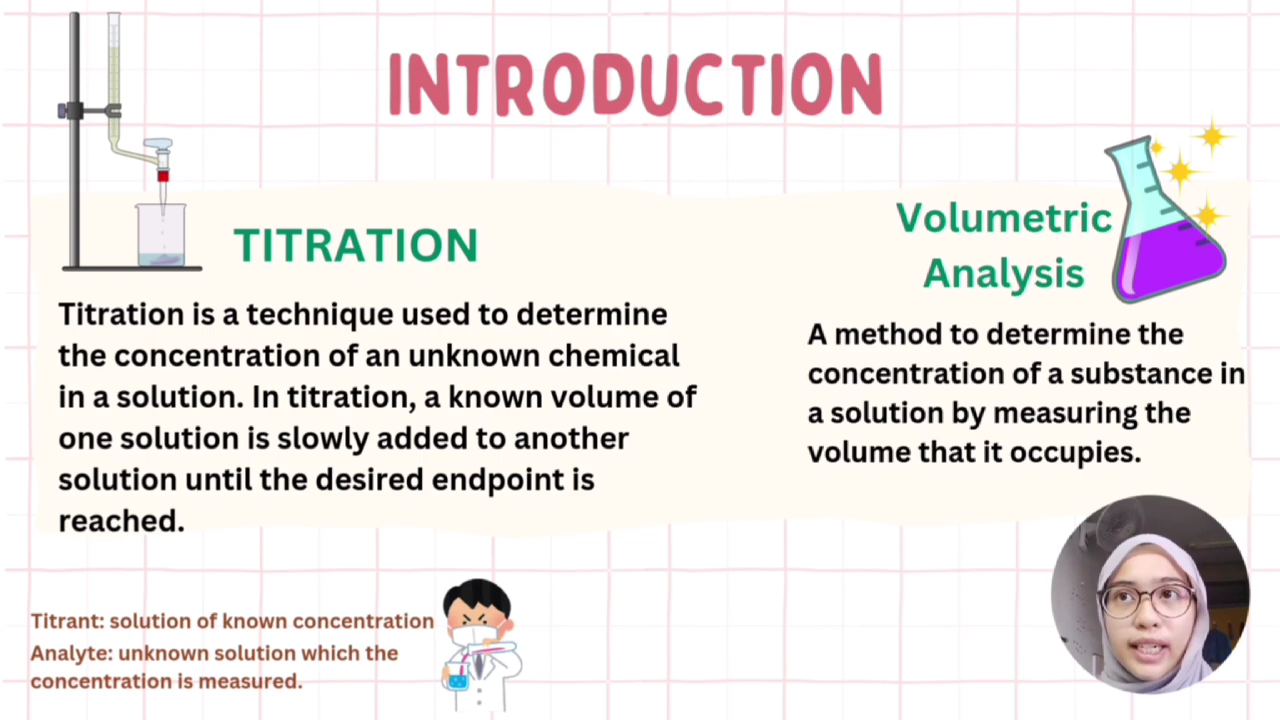 INTRODUCTION
TITRATION
Titration is a technique used to determine
the concentration of an unknown chemical
in a solution. In titration, a known volume of
one solution is slowly added to another
solution until the desired endpoint is
reached.
Volumetric
Analysis
A method to determine the
concentration of a substance in
a solution by measuring the
volume that it occupies.
Titrant: solution of known concentration
Analyte: unknown solution which the
concentration is measured.